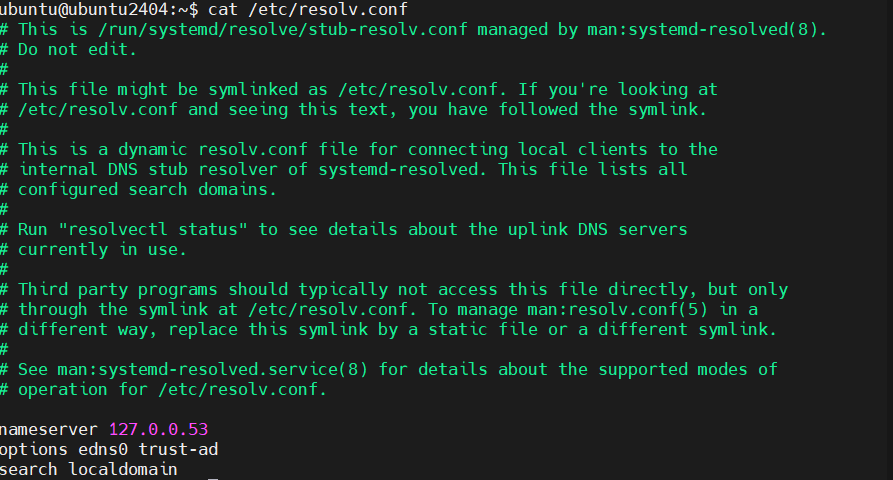 ubuntu@ubuntu2404:~$ cat /etc/resolv.conf
# This is /run/systemd/resolve/stub-resolv.conf managed by man:systemd-resolved(8).
# Do not edit.
#
# This file might be symlinked as /etc/resolv.conf. If you're looking at
# /etc/resolv.conf and seeing this text, you have followed the symlink.
#
# This is a dynamic resolv.conf file for connecting local clients to the
# internal DNS stub resolver of systemd-resolved. This file lists all
# configured search domains.
#
# Run "resolvectl status" to see details about the uplink DNS servers
# currently in use.
#
# Third party programs should typically not access this file directly, but only
# through the symlink at /etc/resolv.conf. To manage man:resolv.conf(5) in a
# different way, replace this symlink by a static file or a different symlink.
#
# See man:systemd-resolved.service(8) for details about the supported modes of
# operation for /etc/resolv.conf.

nameserver 127.0.0.53
options edns0 trust-ad
search localdomain